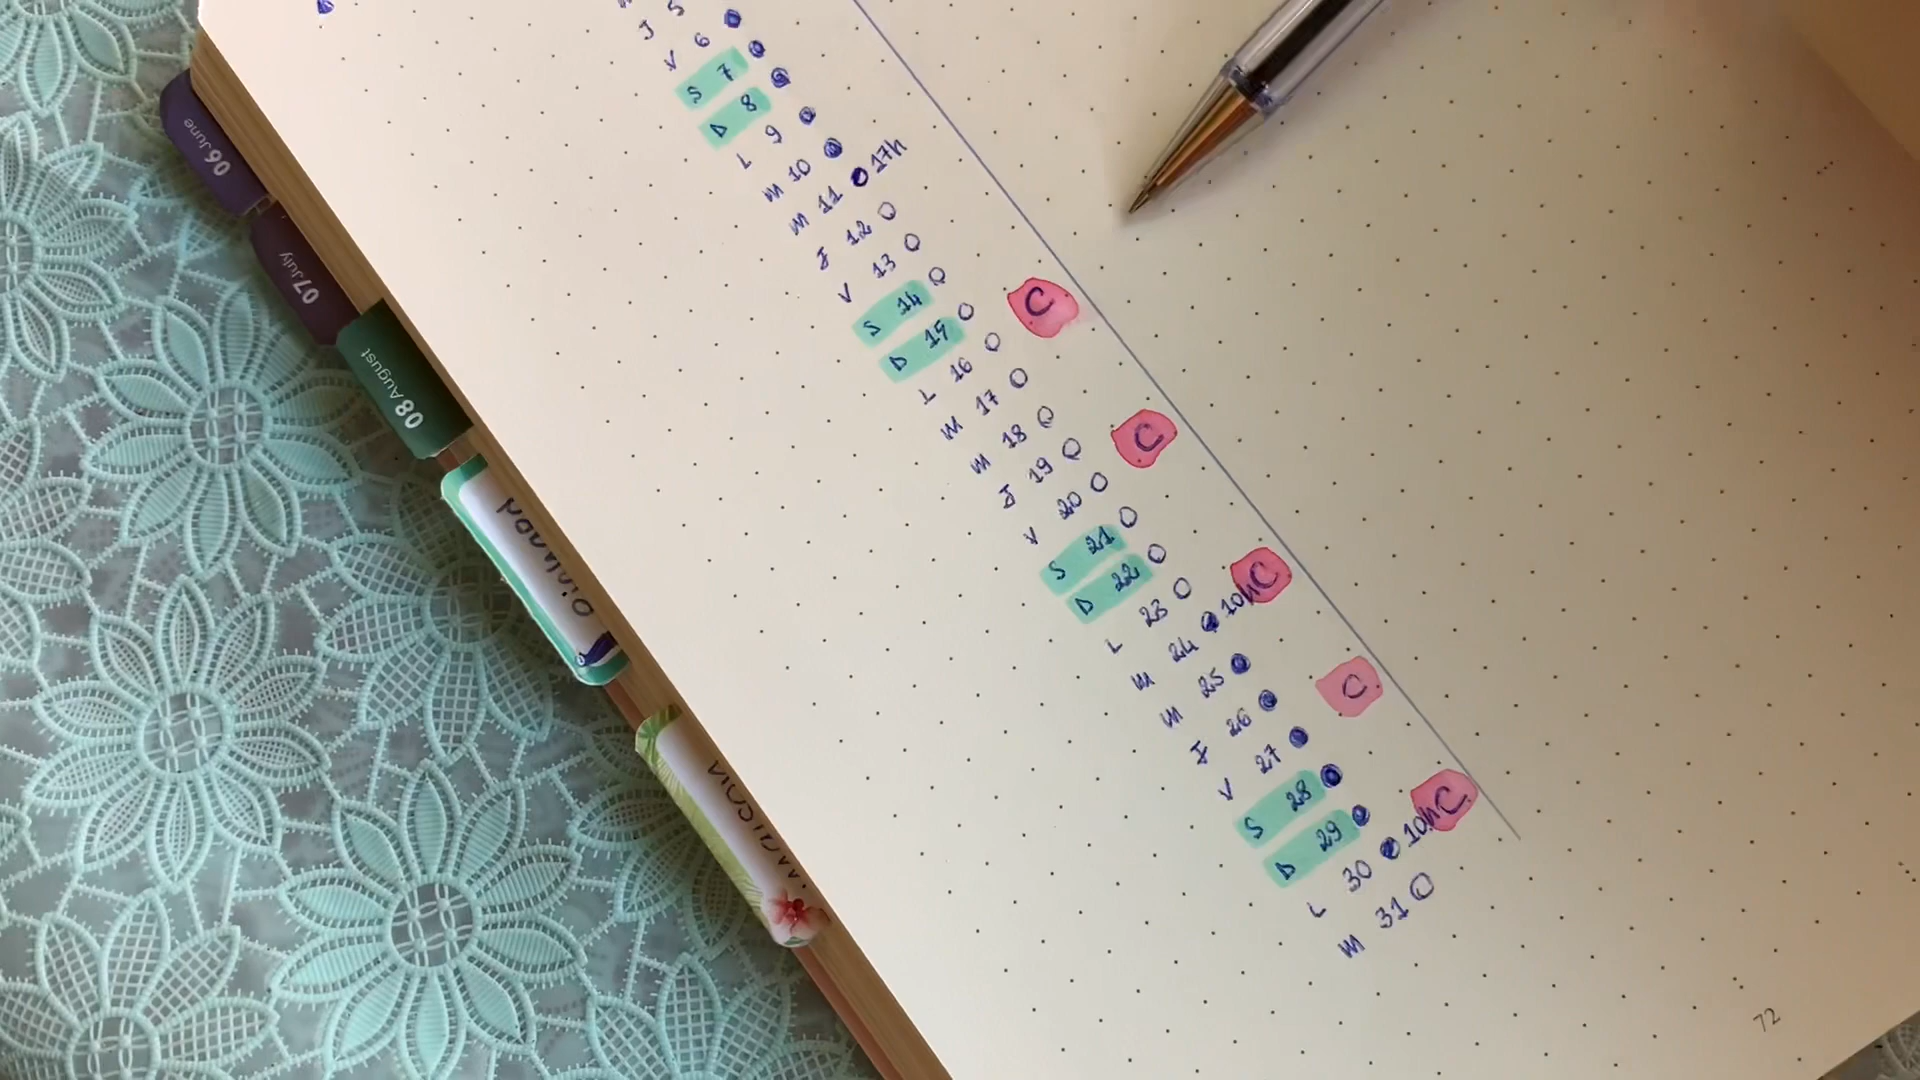 J 5
V 6
S 7
D 8
L 9
M 10
M 11 17h
J 12
V 13
S 14
D 15
L 16 C
M 17
M 18
J 19
V 20 C
S 21
D 22
L 23
M 24 10h C
M 25
J 26
V 27 C
S 28
D 29
L 30 10h C
M 31
72
06 June
07 July
08 August
MAISON